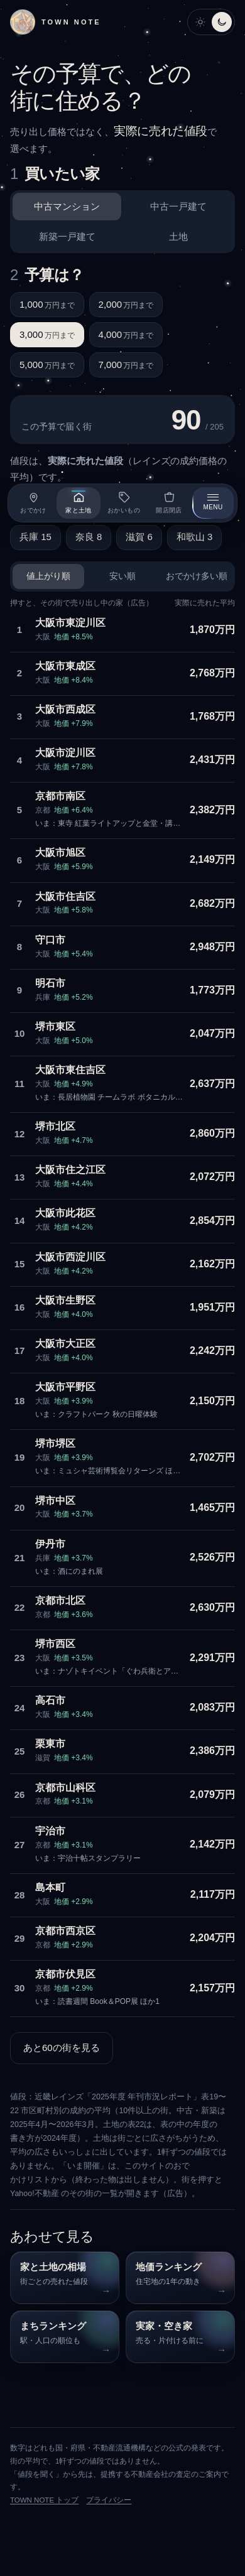 TOWN NOTE
その予算で、どの
街に住める？
売り出し価格ではなく、実際に売れた値段で
選べます。
1 買いたい家
中古マンション
中古一戸建て
新築一戸建て
土地
2 予算は？
1,000万円まで
2,000万円まで
3,000万円まで
4,000万円まで
5,000万円まで
7,000万円まで
この予算で届く街
90 / 205
値段は、実際に売れた値段（レインズの成約価格の
平均）です。
おでかけ
家と土地
おかいもの
開店閉店
MENU
兵庫 15
奈良 8
滋賀 6
和歌山 3
値上がり順
安い順
おでかけ多い順
押すと、その街で売り出し中の家（広告）
実際に売れた平均
1 大阪市東淀川区 1,870万円
大阪 地価 +8.5%
2 大阪市東成区 2,768万円
大阪 地価 +8.4%
3 大阪市西成区 1,768万円
大阪 地価 +7.9%
4 大阪市淀川区 2,431万円
大阪 地価 +7.8%
5 京都市南区 2,382万円
京都 地価 +6.4%
いま：東寺 紅葉ライトアップと金堂・講…
6 大阪市旭区 2,149万円
大阪 地価 +5.9%
7 大阪市住吉区 2,682万円
大阪 地価 +5.8%
8 守口市 2,948万円
大阪 地価 +5.4%
9 明石市 1,773万円
兵庫 地価 +5.2%
10 堺市東区 2,047万円
大阪 地価 +5.0%
11 大阪市東住吉区 2,637万円
大阪 地価 +4.9%
いま：長居植物園 チームラボ ボタニカル…
12 堺市北区 2,860万円
大阪 地価 +4.7%
13 大阪市住之江区 2,072万円
大阪 地価 +4.4%
14 大阪市此花区 2,854万円
大阪 地価 +4.2%
15 大阪市西淀川区 2,162万円
大阪 地価 +4.2%
16 大阪市生野区 1,951万円
大阪 地価 +4.0%
17 大阪市大正区 2,242万円
大阪 地価 +4.0%
18 大阪市平野区 2,150万円
大阪 地価 +3.9%
いま：クラフトパーク 秋の日曜体験
19 堺市堺区 2,702万円
大阪 地価 +3.9%
いま：ミュシャ芸術博覧会リターンズ ほ…
20 堺市中区 1,465万円
大阪 地価 +3.7%
21 伊丹市 2,526万円
兵庫 地価 +3.7%
いま：酒にのまれ展
22 京都市北区 2,630万円
京都 地価 +3.6%
23 堺市西区 2,291万円
大阪 地価 +3.5%
いま：ナゾトキイベント「ぐわ兵衛とア…
24 高石市 2,083万円
大阪 地価 +3.4%
25 栗東市 2,386万円
滋賀 地価 +3.4%
26 京都市山科区 2,079万円
京都 地価 +3.1%
27 宇治市 2,142万円
京都 地価 +3.1%
いま：宇治十帖スタンプラリー
28 島本町 2,117万円
大阪 地価 +2.9%
29 京都市西京区 2,204万円
京都 地価 +2.9%
30 京都市伏見区 2,157万円
京都 地価 +2.9%
いま：読書週間 Book＆POP展 ほか1
あと60の街を見る
値段：近畿レインズ「2025年度 年刊市況レポート」表19〜
22 市区町村別の成約の平均（10件以上の街。中古・新築は
2025年4月〜2026年3月。土地の表22は、表の中の年度の
書き方が2024年度）。土地は街ごとに広さがちがうため、
平均の広さもいっしょに出しています。1軒ずつの値段では
ありません。「いま開催」は、このサイトのおで
かけリストから（終わった物は出しません）、街を押すと
Yahoo!不動産 のその街の一覧が開きます（広告）。
あわせて見る
家と土地の相場
街ごとの売れた値段
→
地価ランキング
住宅地の1年の動き
→
まちランキング
駅・人口の順位も
→
実家・空き家
売る・片付ける前に
→
数字はどれも国・府県・不動産流通機構などの公式の発表です。
街の平均で、1軒ずつの値段ではありません。
「値段を聞く」から先は、提携する不動産会社の査定のご案内で
す。
TOWN NOTE トップ プライバシー